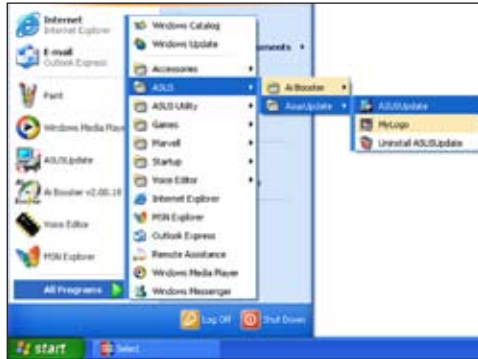 Internet
Internet Explorer
E-mail
Outlook Express
Paint
Windows Media Playe
ASUSUpdate
Ai Booster v2.00.18
Voice Editor
MSN Explorer
All Programs
Windows Catalog
Windows Update
Accessories
ASUS
ASUS Utility
Games
Marvell
Startup
Voice Editor
Internet Explorer
MSN Explorer
Outlook Express
Remote Assistance
Windows Media Player
Windows Messenger
uments
Ai Booster
AsusUpdate
ASUSUpdate
MyLogo
Uninstall ASUSUpdate
Log Off
Shut Down
start
Select